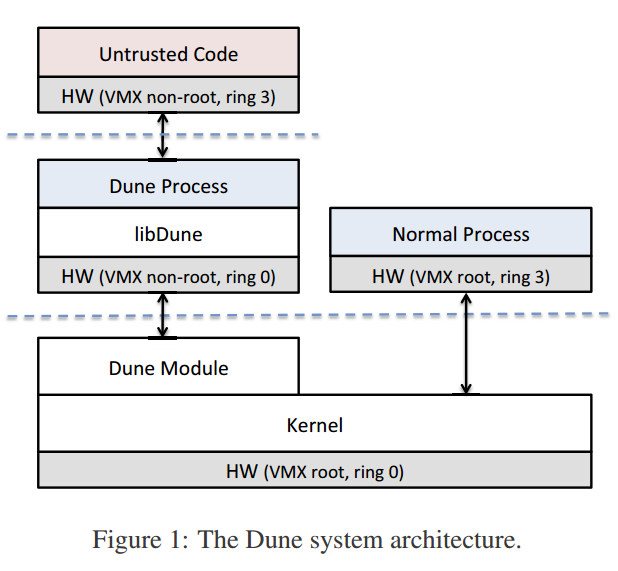 Untrusted Code
HW (VMX non-root, ring 3)
Dune Process
libDune
HW (VMX non-root, ring 0)
Normal Process
HW (VMX root, ring 3)
Dune Module
Kernel
HW (VMX root, ring 0)
Figure 1: The Dune system architecture.